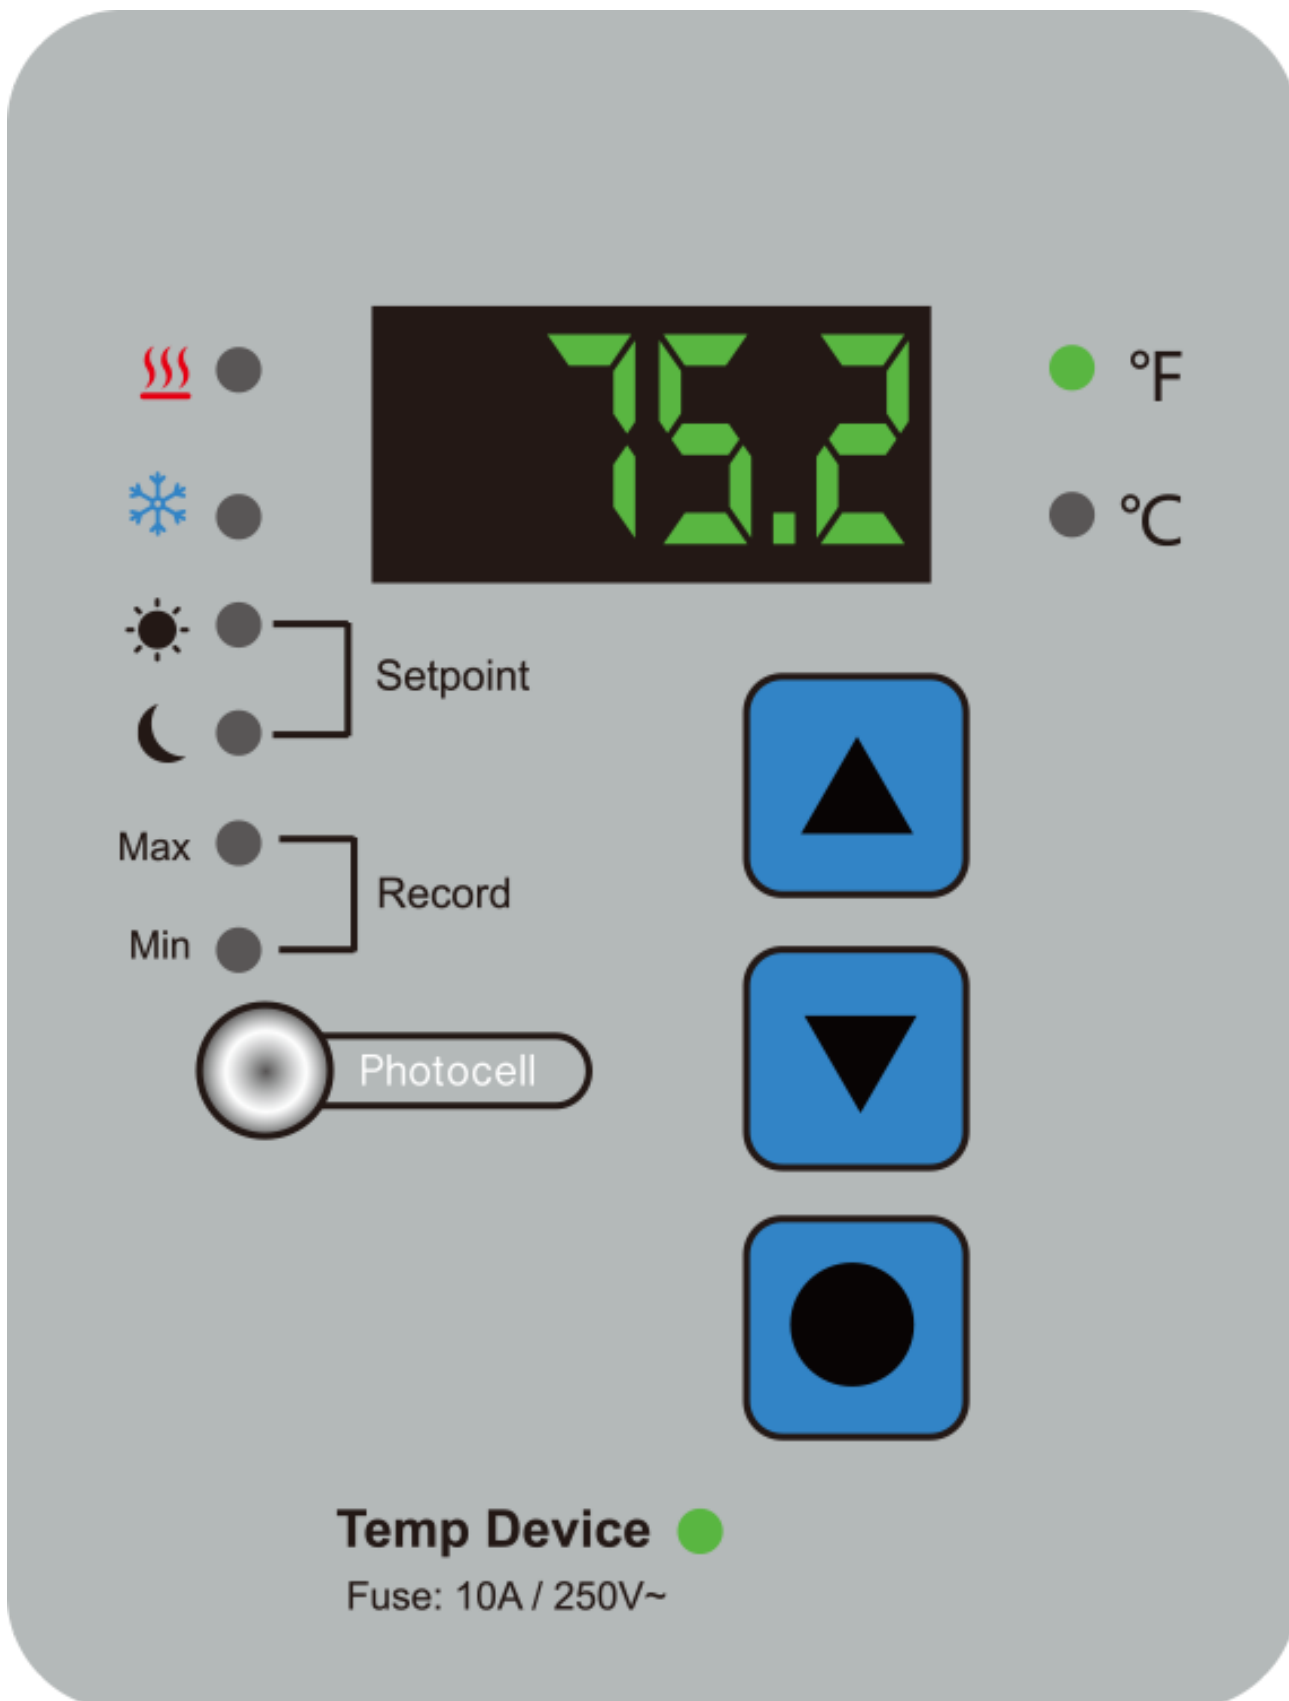 75.2
°F
°C
Setpoint
Max
Record
Min
Photocell
Temp Device
Fuse: 10A / 250V~